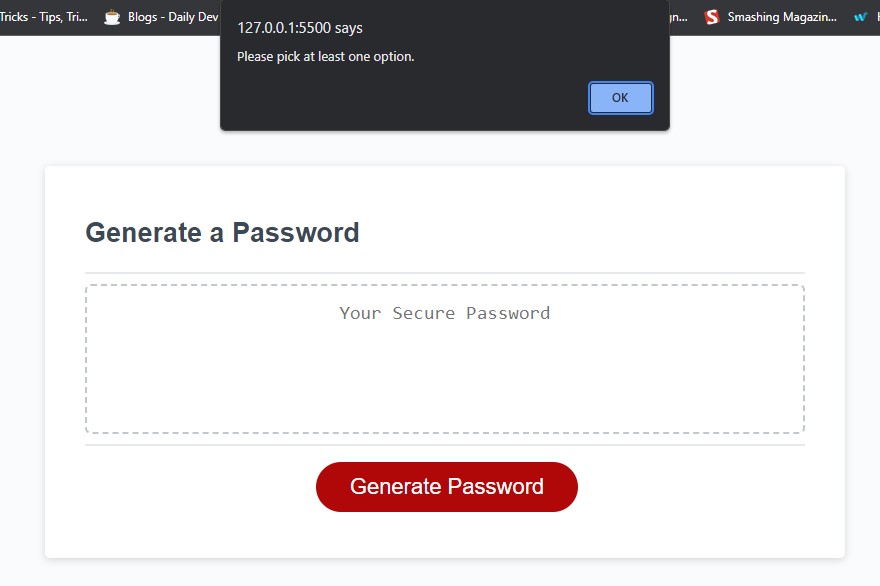 Tricks - Tips, Tri... Blogs - Daily Dev Smashing Magazin...
127.0.0.1:5500 says
Please pick at least one option.
OK
Generate a Password
Your Secure Password
Generate Password